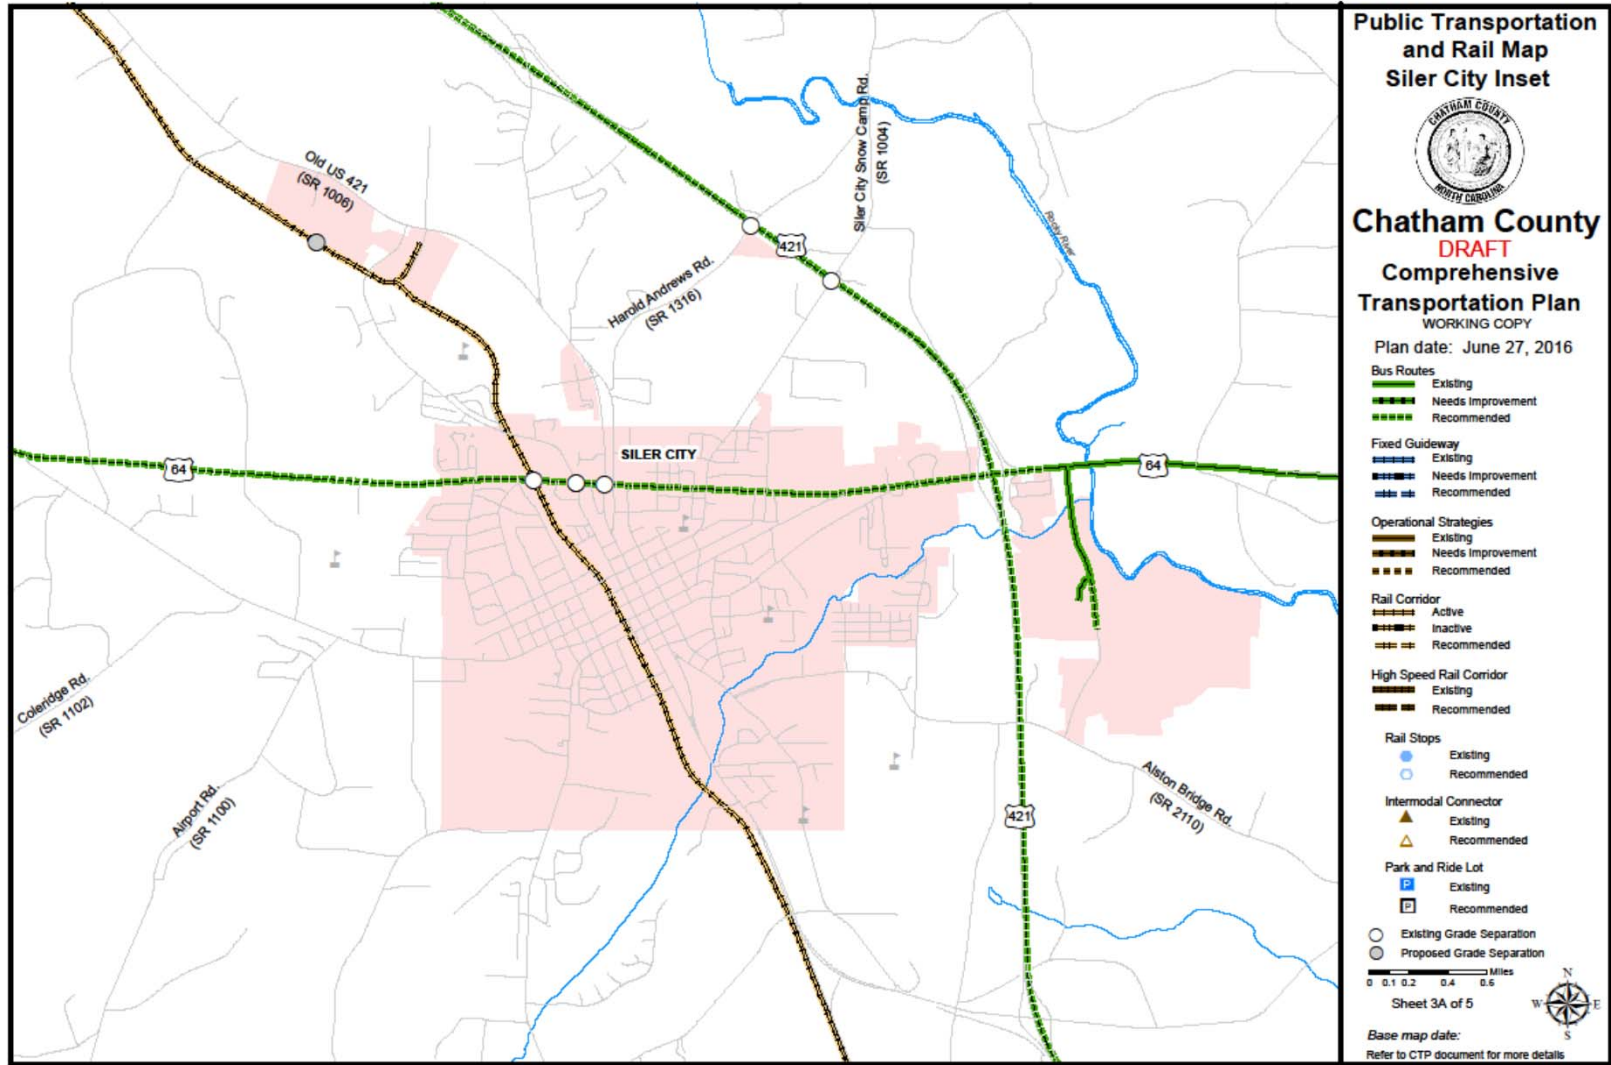 Old US 421
(SR 1006)
Siler City Snow Camp Rd.
(SR 1004)
Rocky River
421
Harold Andrews Rd.
(SR 1316)
SILER CITY
64
64
Coleridge Rd.
(SR 1102)
Airport Rd.
(SR 1100)
421
Alston Bridge Rd.
(SR 2110)
Public Transportation
and Rail Map
Siler City Inset
CHATHAM COUNTY
NORTH CAROLINA
Chatham County
DRAFT
Comprehensive
Transportation Plan
WORKING COPY
Plan date: June 27, 2016
Bus Routes
Existing
Needs Improvement
Recommended
Fixed Guideway
Existing
Needs Improvement
Recommended
Operational Strategies
Existing
Needs Improvement
Recommended
Rail Corridor
Active
Inactive
Recommended
High Speed Rail Corridor
Existing
Recommended
Rail Stops
Existing
Recommended
Intermodal Connector
Existing
Recommended
Park and Ride Lot
P Existing
P Recommended
Existing Grade Separation
Proposed Grade Separation
Miles
0 0.1 0.2 0.4 0.6
Sheet 3A of 5
N
W E
S
Base map date:
Refer to CTP document for more details